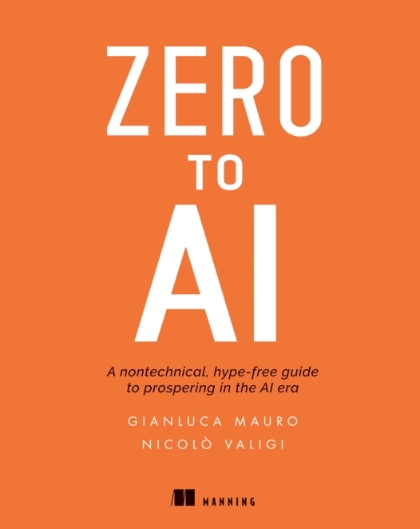 ZERO
TO
AI
A nontechnical, hype-free guide
to prospering in the AI era
GIANLUCA MAURO
NICOLÒ VALIGI
MANNING